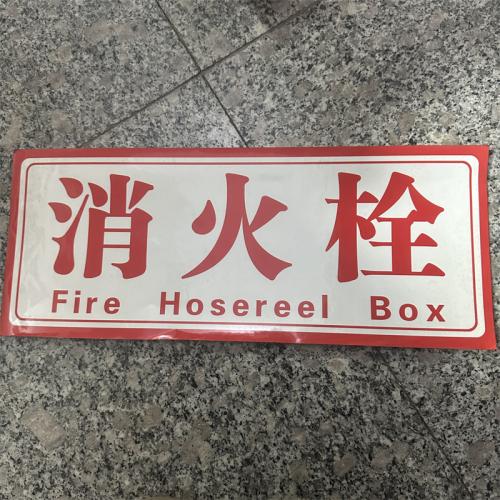 消火栓
Fire Hosereel Box